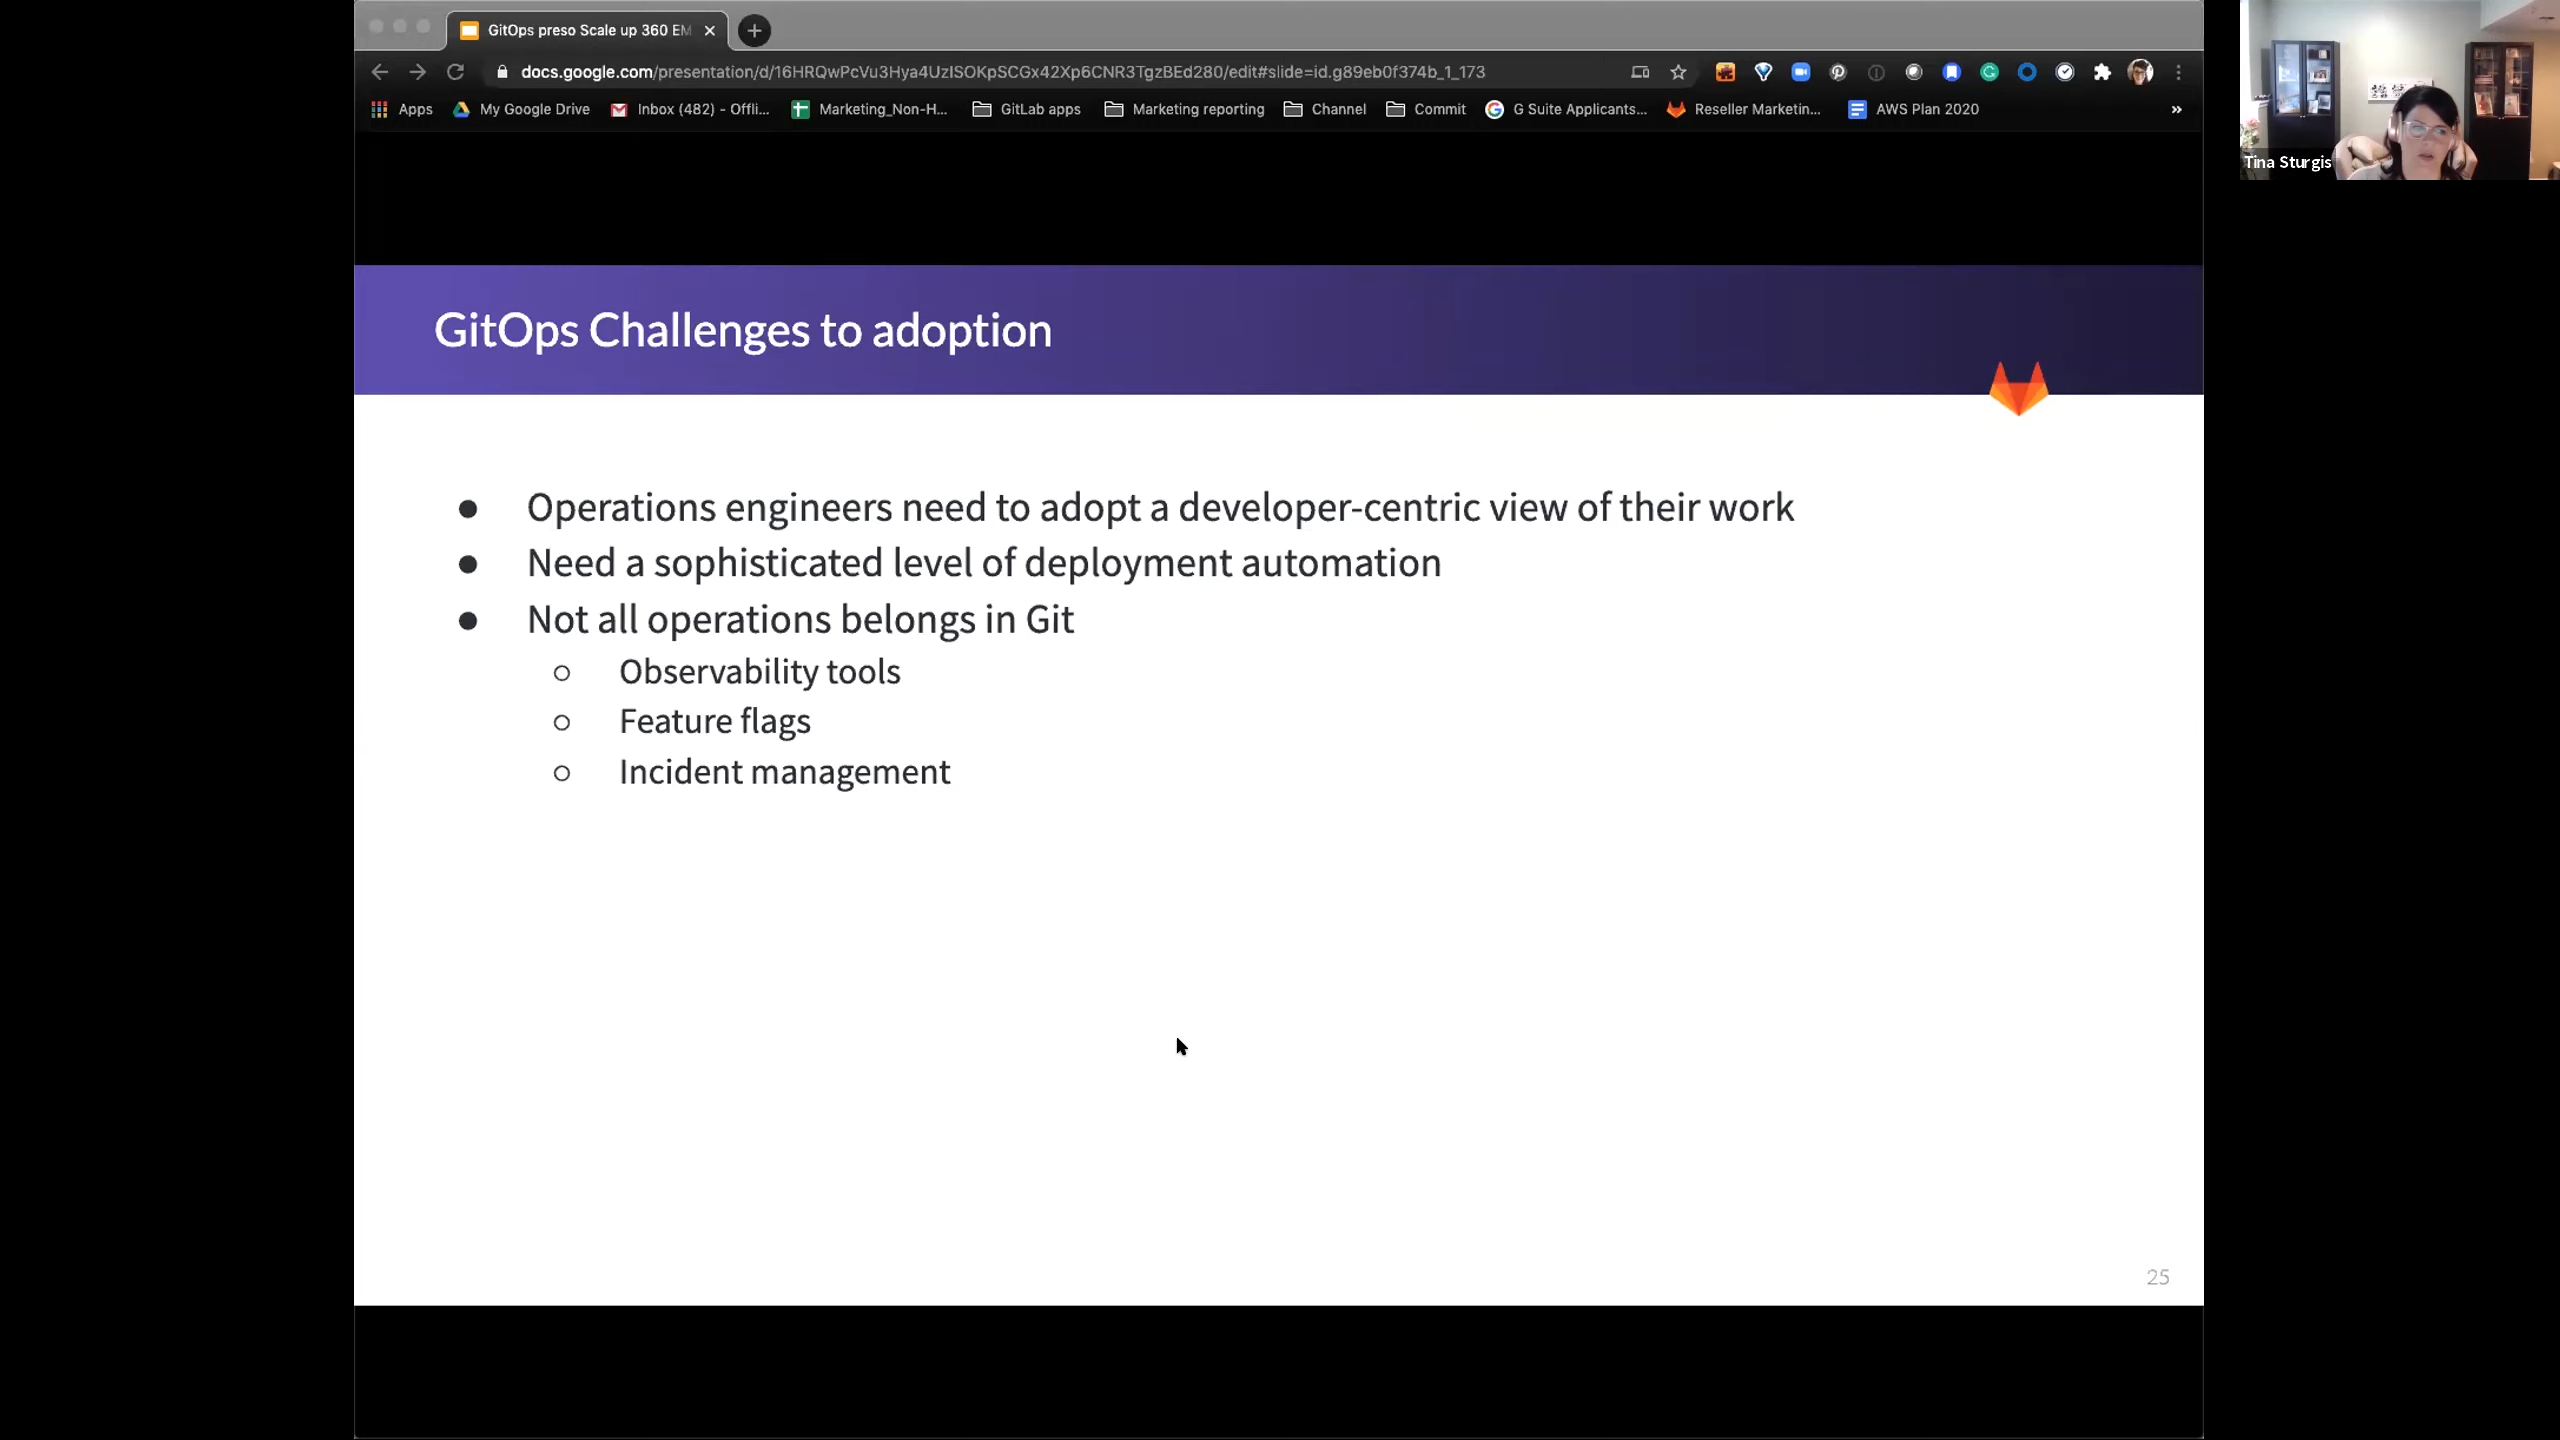 GitOps preso Scale up 360 EM
docs.google.com/presentation/d/16HRQwPcVu3Hya4UzISOKpSCGx42Xp6CNR3TgzBEd280/edit#slide=id.g89eb0f374b_1_173
Apps My Google Drive Inbox (482) - Offli... Marketing_Non-H... GitLab apps Marketing reporting Channel Commit G Suite Applicants... Reseller Marketin... AWS Plan 2020 »
Tina Sturgis
GitOps Challenges to adoption
● Operations engineers need to adopt a developer-centric view of their work
● Need a sophisticated level of deployment automation
● Not all operations belongs in Git
○ Observability tools
○ Feature flags
○ Incident management
25